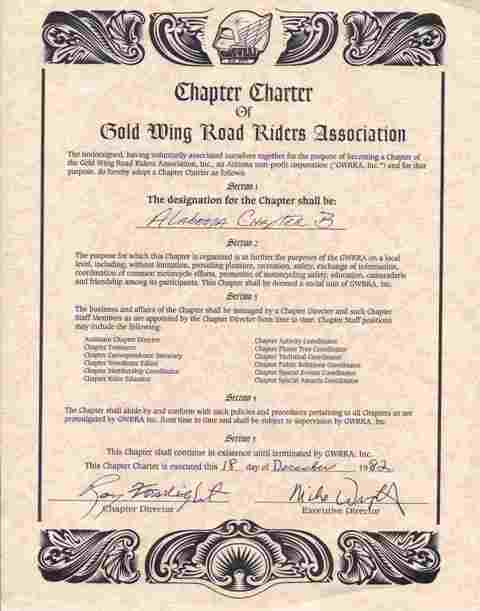 Chapter Charter
Of
Gold Wing Road Riders Association
The undersigned, having voluntarily associated ourselves together for the purpose of becoming a Chapter of
the Gold Wing Road Riders Association, Inc., an Arizona non-profit corporation ("GWRRA, Inc.") and for that
purpose, do hereby adopt a Chapter Charter as follows:
Section 1
The designation for the Chapter shall be:
Alabama Chapter B
Section 2
The purpose for which this Chapter is organized is to further the purposes of the GWRRA on a local
level, including, without limitation, providing pleasure, recreation, safety, exchange of information,
coordination of common motorcycle efforts, promotion of motorcycling safety, education, camaraderie
and friendship among its participants. This Chapter shall be deemed a social unit of GWRRA, Inc.
Section 3
The business and affairs of the Chapter shall be managed by a Chapter Director and such Chapter
Staff Members as are appointed by the Chapter Director from time to time. Chapter Staff positions
may include the following:
Assistant Chapter Director
Chapter Treasurer
Chapter Correspondence Secretary
Chapter Newsletter Editor
Chapter Membership Coordinator
Chapter Rider Educator
Chapter Activity Coordinator
Chapter Phone Tree Coordinator
Chapter Technical Coordinator
Chapter Public Relations Coordinator
Chapter Special Events Coordinator
Chapter Special Awards Coordinator
Section 4
The Chapter shall abide by and conform with such policies and procedures pertaining to all Chapters as are
promulgated by GWRRA Inc. from time to time and shall be subject to supervision by GWRRA, Inc.
Section 5
This Chapter shall continue in existence until terminated by GWRRA, Inc.
This Chapter Charter is executed this 18 day of December 1982
Ray
Mike Wright
Chapter Director
Executive Director